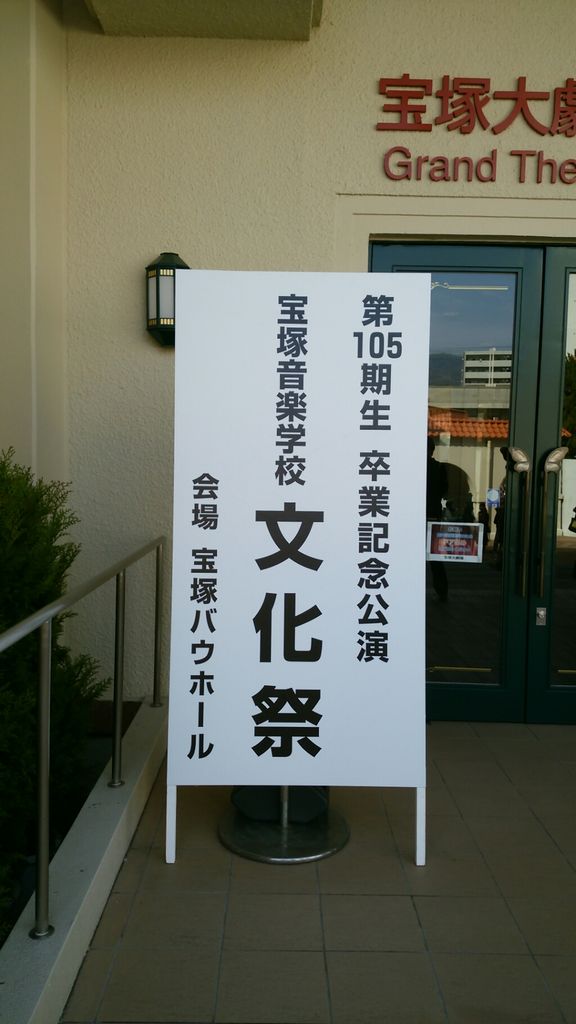 宝塚大劇
Grand The
第105期生 卒業記念公演
宝塚音楽学校 文化祭
会場 宝塚バウホール